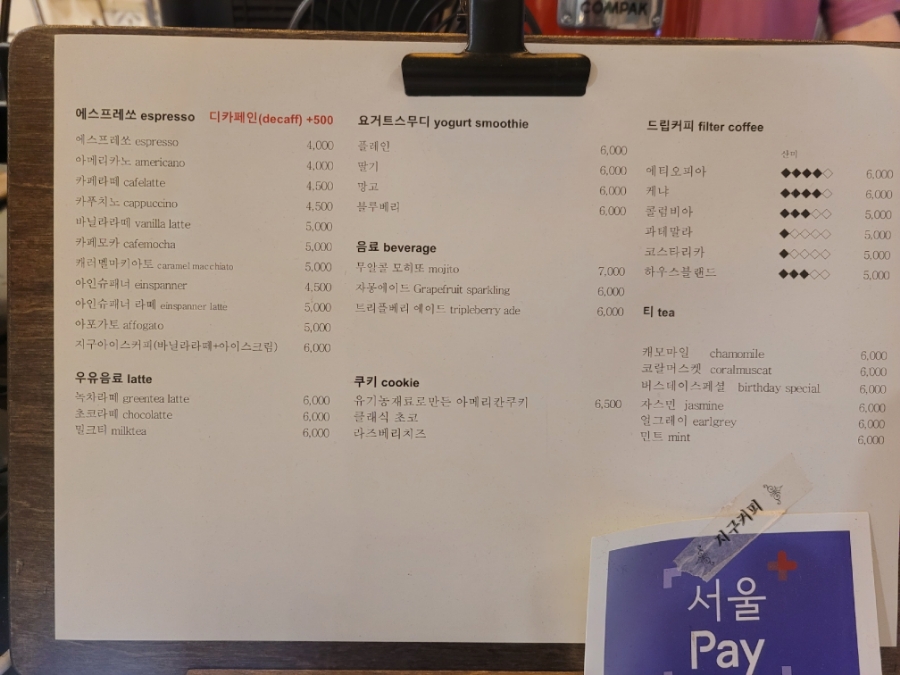 COMPAK
에스프레쏘 espresso 디카페인(decaff) +500
에스프레쏘 espresso 4,000
아메리카노 americano 4,000
카페라떼 cafelatte 4,500
카푸치노 cappuccino 4,500
바닐라라떼 vanilla latte 5,000
카페모카 cafemocha 5,000
캐러멜마키아토 caramel macchiato 5,000
아인슈패너 einspanner 4,500
아인슈패너 라떼 einspanner latte 5,000
아포가토 affogato 5,000
지구아이스커피(바닐라라떼+아이스크림) 6,000
우유음료 latte
녹차라떼 greentea latte 6,000
초코라떼 chocolatte 6,000
밀크티 milktea 6,000
요거트스무디 yogurt smoothie
플레인 6,000
딸기 6,000
망고 6,000
블루베리 6,000
음료 beverage
무알콜 모히또 mojito 7,000
자몽에이드 Grapefruit sparkling 6,000
트리플베리 에이드 tripleberry ade 6,000
쿠키 cookie
유기농재료로만든 아메리칸쿠키 6,500
클래식 초코
라즈베리치즈
드립커피 filter coffee
산미
에티오피아 ◆◆◆◆◇ 6,000
케냐 ◆◆◆◆◇ 6,000
콜럼비아 ◆◆◆◇◇ 5,000
과테말라 ◆◇◇◇◇ 5,000
코스타리카 ◆◇◇◇◇ 5,000
하우스블랜드 ◆◆◆◇◇ 5,000
티 tea
캐모마일 chamomile 6,000
코랄머스켓 coralmuscat 6,000
버스데이스페셜 birthday special 6,000
자스민 jasmine 6,000
얼그레이 earlgrey 6,000
민트 mint 6,000
지구커피
서울
Pay